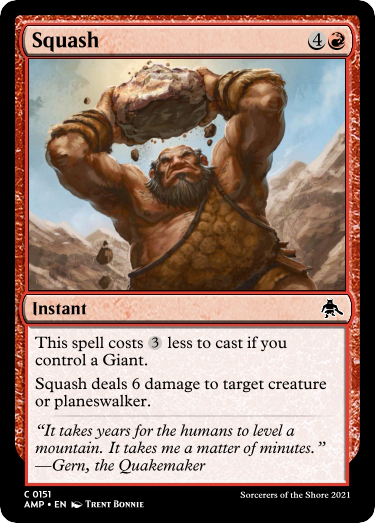 Squash 4
Instant
This spell costs 3 less to cast if you
control a Giant.
Squash deals 6 damage to target creature
or planeswalker.
“It takes years for the humans to level a
mountain. It takes me a matter of minutes.”
—Gern, the Quakemaker
C 0151
AMP • EN Trent Bonnie
Sorcerers of the Shore 2021